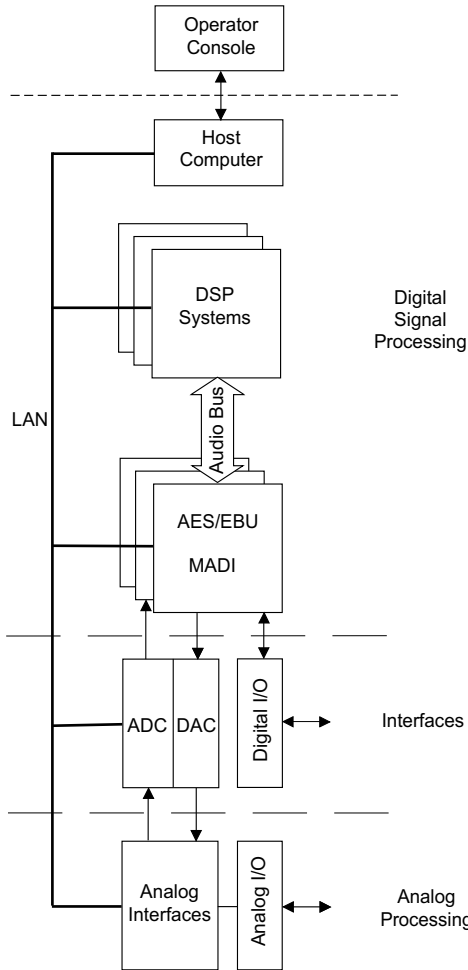 Operator
Console
Host
Computer
DSP
Systems
Digital
Signal
Processing
LAN
Audio Bus
AES/EBU
MADI
ADC
DAC
Digital I/O
Interfaces
Analog
Interfaces
Analog I/O
Analog
Processing